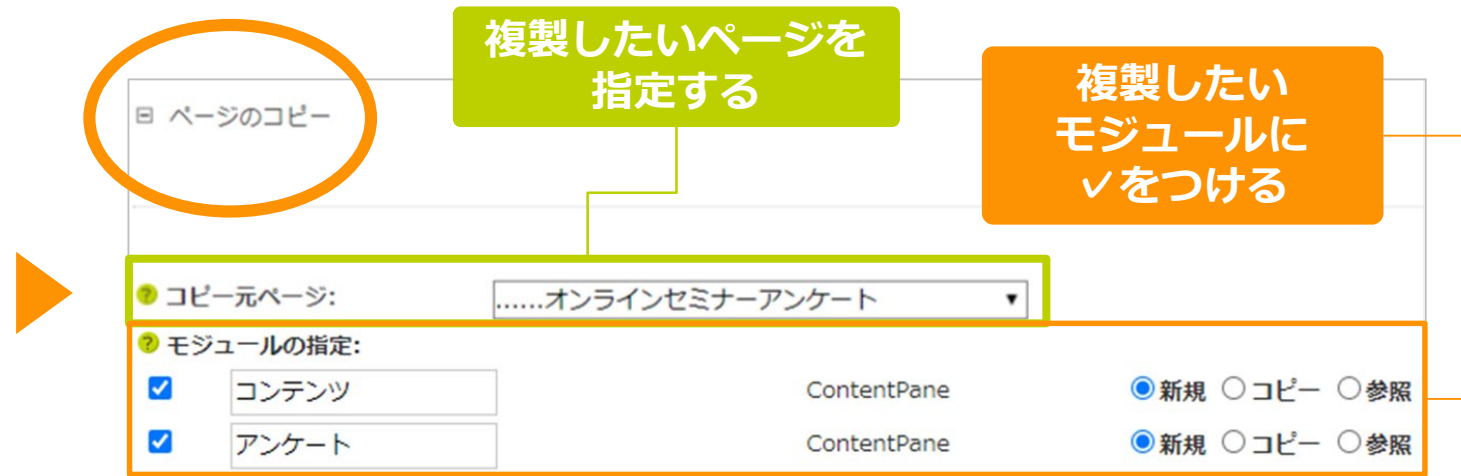 複製したいページを
指定する
複製したい
モジュールに
✓をつける
ページのコピー
コピー元ページ: ......オンラインセミナーアンケート
モジュールの指定:
コンテンツ ContentPane 新規 コピー 参照
アンケート ContentPane 新規 コピー 参照